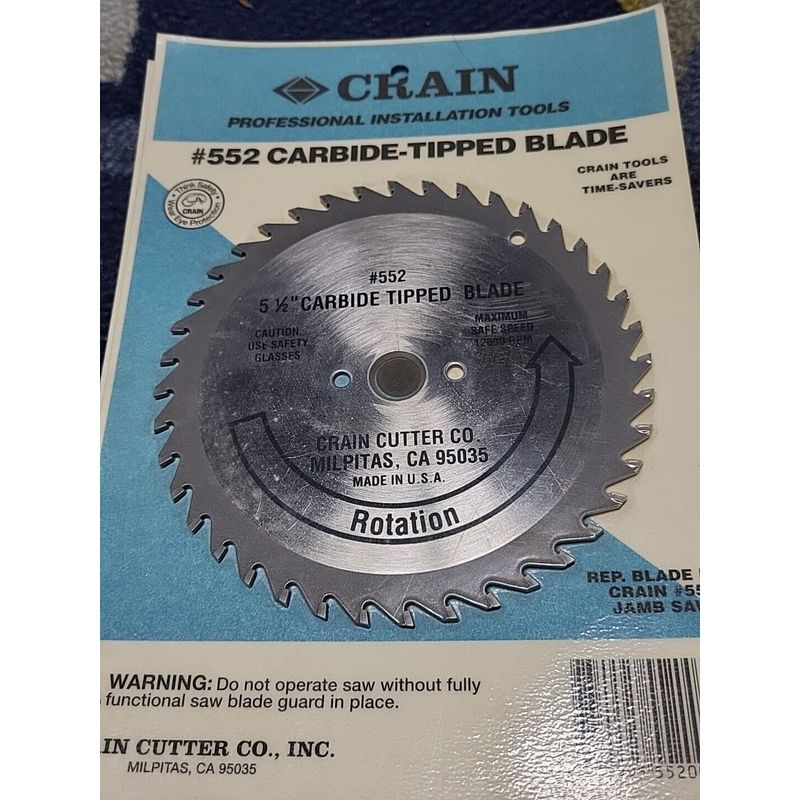 CRAIN
PROFESSIONAL INSTALLATION TOOLS
#552 CARBIDE-TIPPED BLADE
CRAIN TOOLS
ARE
TIME-SAVERS
Think Safety
CRAIN
Wear Eye Protection
#552
5 ½" CARBIDE TIPPED BLADE
CAUTION:
USE SAFETY
GLASSES
MAXIMUM
SAFE SPEED
12000 RPM
CRAIN CUTTER CO.
MILPITAS, CA 95035
MADE IN U.S.A.
Rotation
REP. BLADE
CRAIN #55
JAMB SAW
WARNING: Do not operate saw without fully
functional saw blade guard in place.
IN CUTTER CO., INC.
MILPITAS, CA 95035